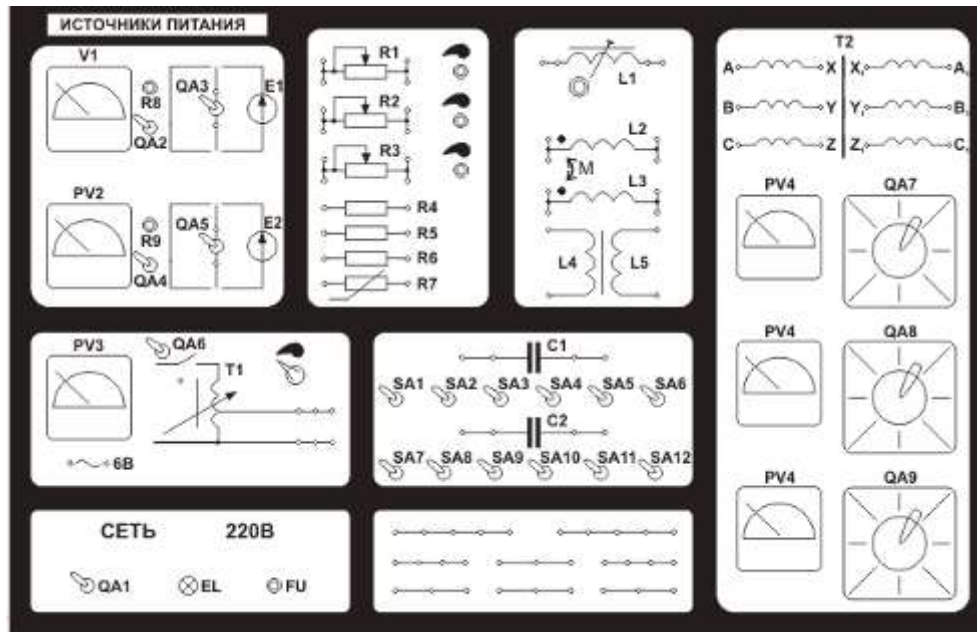 ИСТОЧНИКИ ПИТАНИЯ
V1
R8
QA2
QA3
E1
PV2
R9
QA4
QA5
E2
R1
R2
R3
R4
R5
R6
R7
L1
L2
M
L3
L4 L5
T2
A X X₁ A₁
B Y Y₁ B₁
C Z Z₁ C₁
PV4 QA7
PV4 QA8
PV4 QA9
PV3
QA6
T1
6В
C1
SA1 SA2 SA3 SA4 SA5 SA6
C2
SA7 SA8 SA9 SA10 SA11 SA12
СЕТЬ 220В
QA1 EL FU